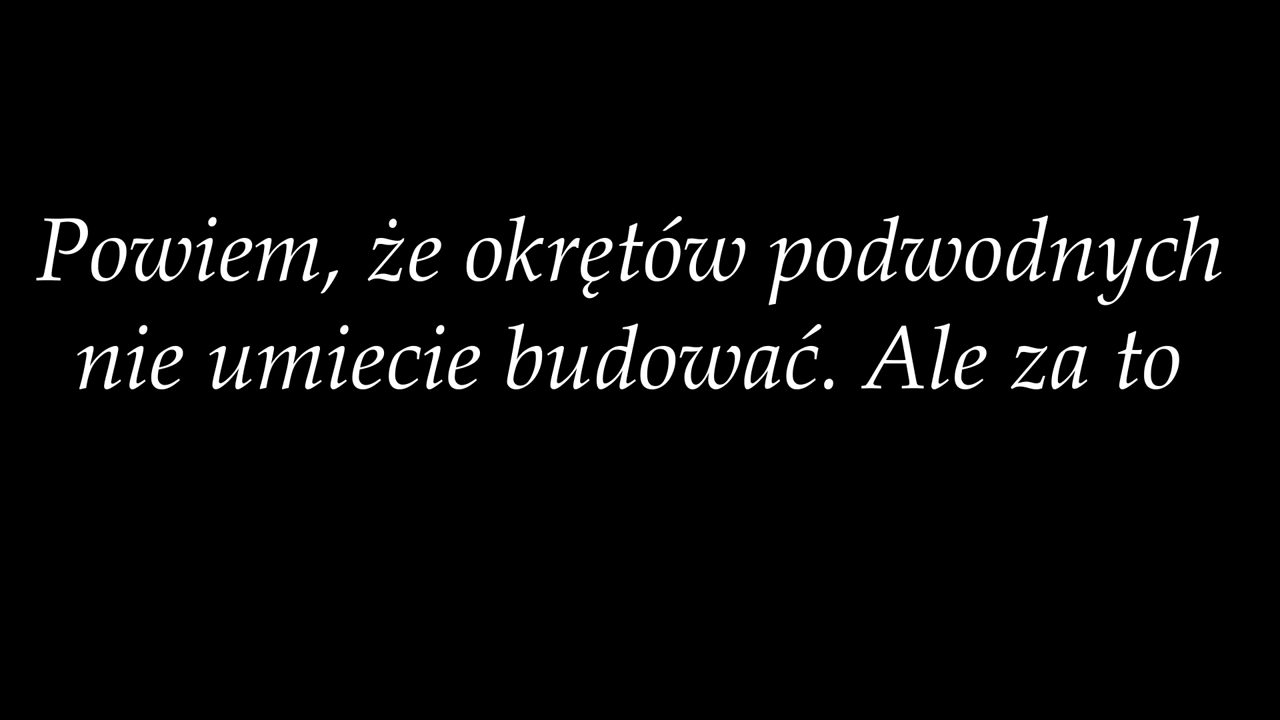 Powiem, że okrętów podwodnych
nie umiecie budować. Ale za to